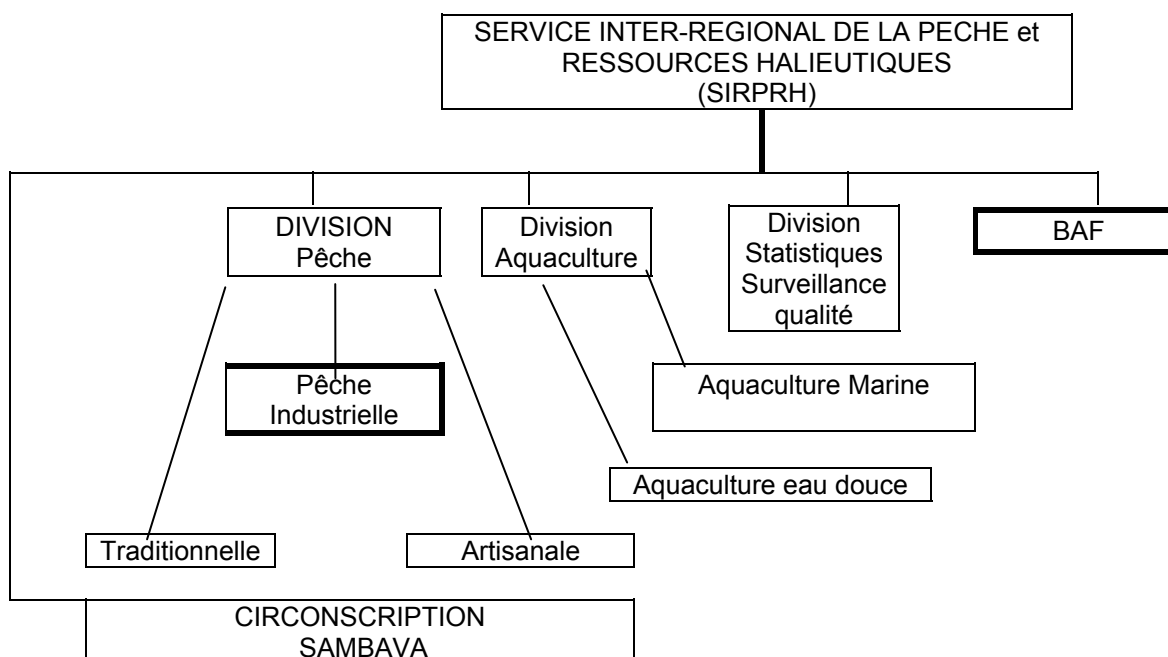 SERVICE INTER-REGIONAL DE LA PECHE et
RESSOURCES HALIEUTIQUES
(SIRPRH)
DIVISION
Pêche
Division
Aquaculture
Division
Statistiques
Surveillance
qualité
BAF
Pêche
Industrielle
Aquaculture Marine
Aquaculture eau douce
Traditionnelle
Artisanale
CIRCONSCRIPTION
SAMBAVA